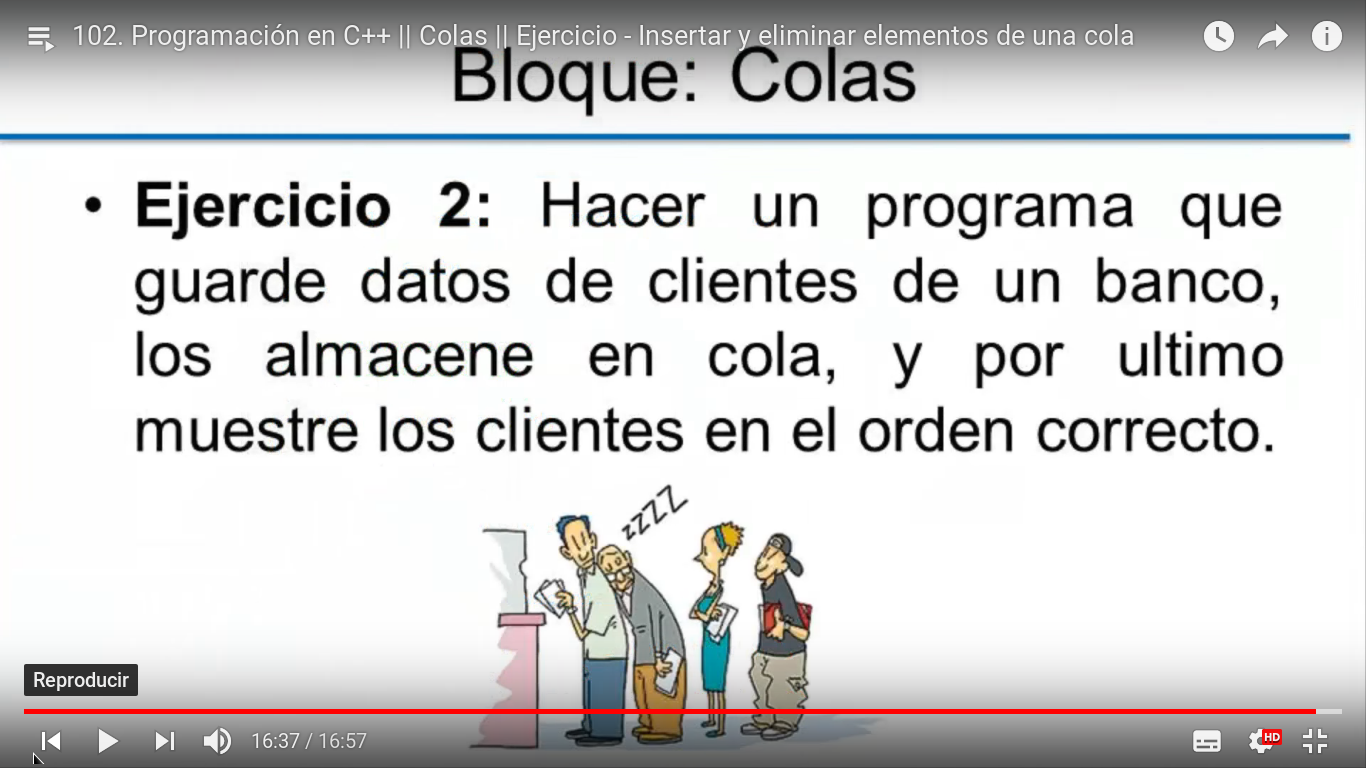 102. Programación en C++ || Colas || Ejercicio - Insertar y eliminar elementos de una cola
Bloque: Colas
• Ejercicio 2: Hacer un programa que
guarde datos de clientes de un banco,
los almacene en cola, y por ultimo
muestre los clientes en el orden correcto.
zzzZ
Reproducir
16:37 / 16:57
HD